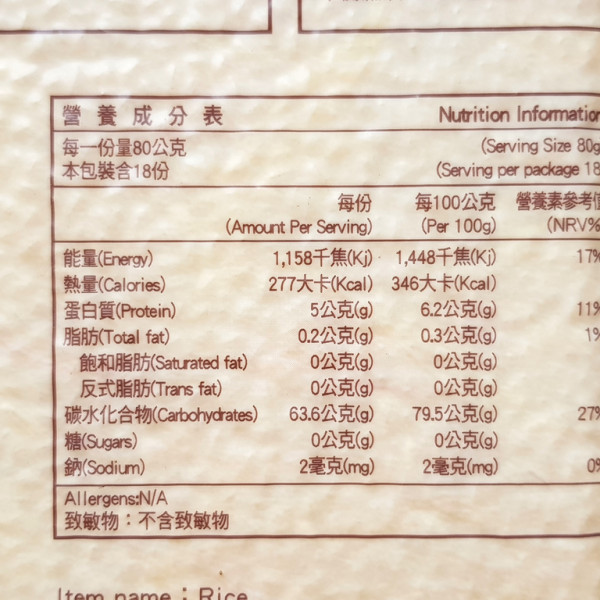 營養成分表 Nutrition Information
每一份量80公克 (Serving Size 80g
本包裝含18份 (Serving per package 18
每份 每100公克 營養素參考值
(Amount Per Serving) (Per 100g) (NRV%
能量(Energy) 1,158千焦(Kj) 1,448千焦(Kj) 17%
熱量(Calories) 277大卡(Kcal) 346大卡(Kcal)
蛋白質(Protein) 5公克(g) 6.2公克(g) 11%
脂肪(Total fat) 0.2公克(g) 0.3公克(g) 1%
飽和脂肪(Saturated fat) 0公克(g) 0公克(g)
反式脂肪(Trans fat) 0公克(g) 0公克(g)
碳水化合物(Carbohydrates) 63.6公克(g) 79.5公克(g) 27%
糖(Sugars) 0公克(g) 0公克(g)
鈉(Sodium) 2毫克(mg) 2毫克(mg) 0%
Allergens:N/A
致敏物：不含致敏物
Item name：Rice